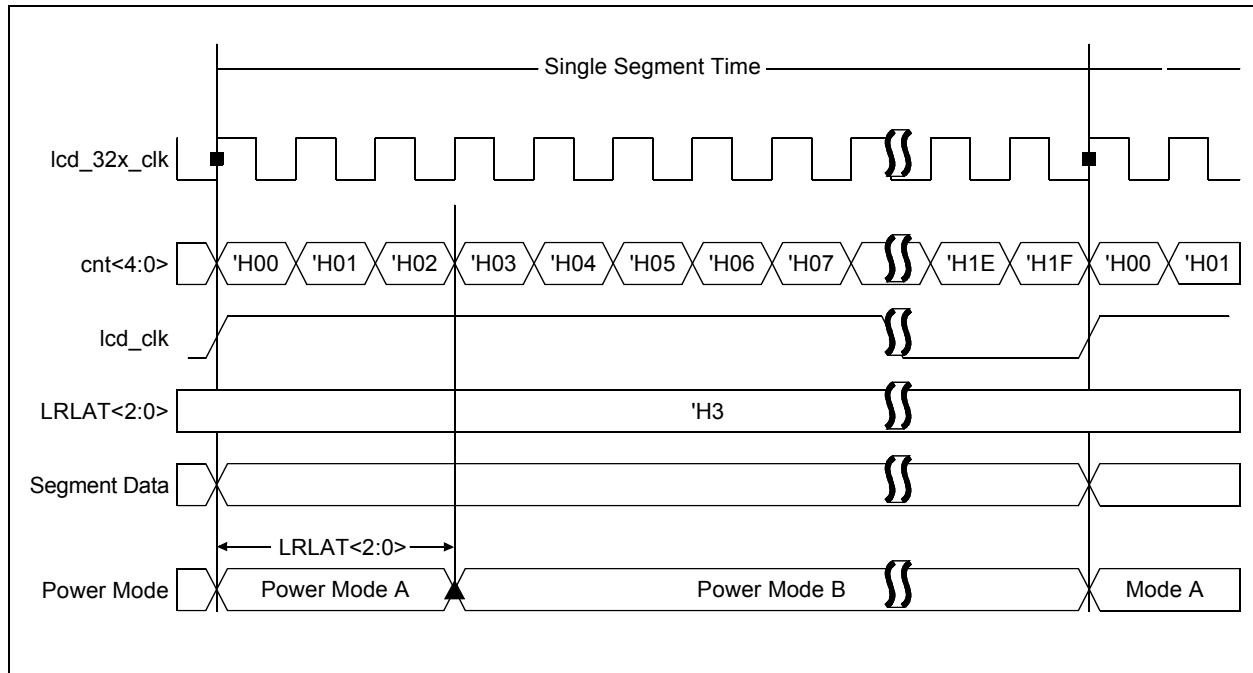 Single Segment Time
lcd_32x_clk
cnt<4:0> 'H00 'H01 'H02 'H03 'H04 'H05 'H06 'H07 'H1E 'H1F 'H00 'H01
lcd_clk
LRLAT<2:0> 'H3
Segment Data
LRLAT<2:0>
Power Mode Power Mode A Power Mode B Mode A